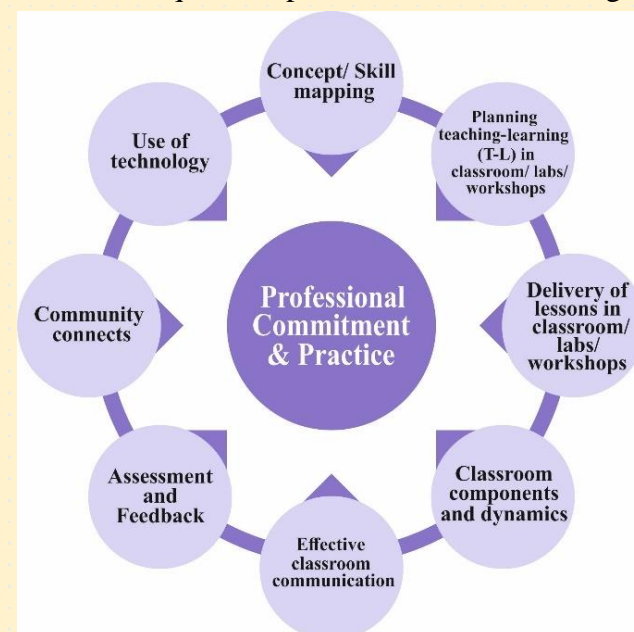 Concept/ Skill
mapping
Planning
teaching-learning
(T-L) in
classroom/ labs/
workshops
Delivery of
lessons in
classroom/
labs/
workshops
Classroom
components
and dynamics
Effective
classroom
communication
Assessment
and
Feedback
Community
connects
Use of
technology
Professional
Commitment
& Practice